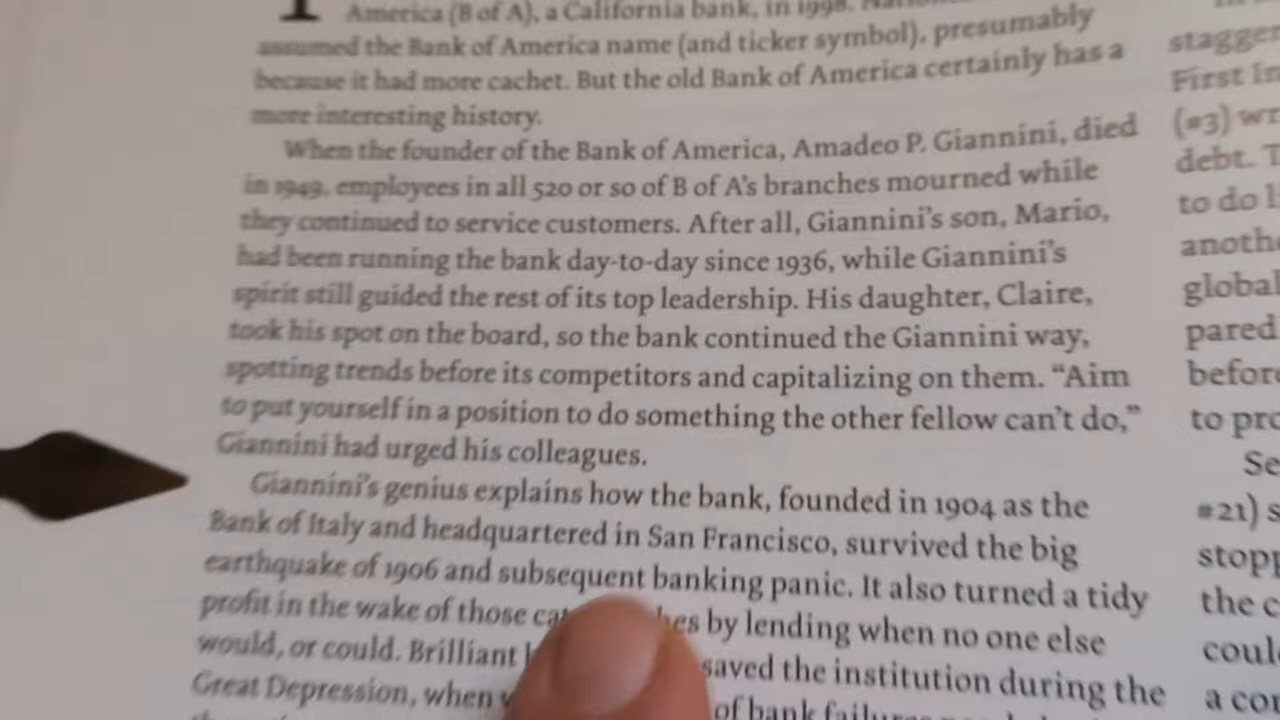 America (B of A), a California bank, in 1998.
assumed the Bank of America name (and ticker symbol), presumably
because it had more cachet. But the old Bank of America certainly has a
more interesting history.
When the founder of the Bank of America, Amadeo P. Giannini, died
in 1949, employees in all 520 or so of B of A's branches mourned while
they continued to service customers. After all, Giannini's son, Mario,
had been running the bank day-to-day since 1936, while Giannini's
spirit still guided the rest of its top leadership. His daughter, Claire,
took his spot on the board, so the bank continued the Giannini way,
spotting trends before its competitors and capitalizing on them. “Aim
to put yourself in a position to do something the other fellow can't do,”
Giannini had urged his colleagues.
Giannini's genius explains how the bank, founded in 1904 as the
Bank of Italy and headquartered in San Francisco, survived the big
earthquake of 1906 and subsequent banking panic. It also turned a tidy
profit in the wake of those by lending when no one else
would, or could. Brilliant saved the institution during the
Great Depression, when of bank failures
First
(#3)
debt.
to do
global
pared
before
to
Se
#21) s
the c
a